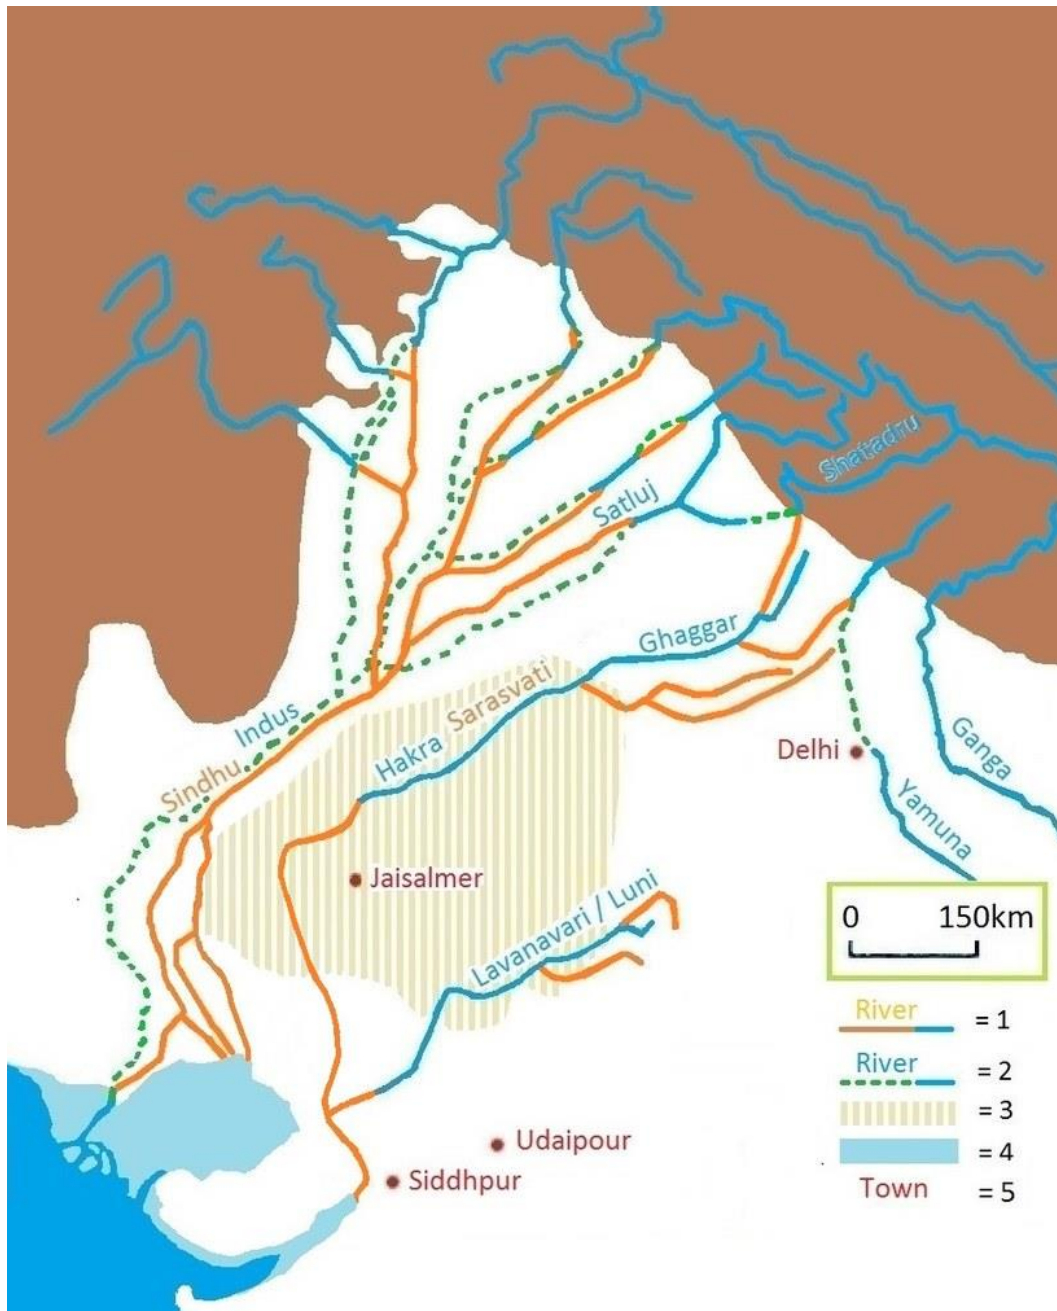 Shatadru
Satluj
Ghaggar
Sarasvati
Hakra
Indus
Sindhu
Delhi
Ganga
Yamuna
Jaisalmer
Lavanavari / Luni
Udaipour
Siddhpur
0 150km
River = 1
River = 2
= 3
= 4
Town = 5